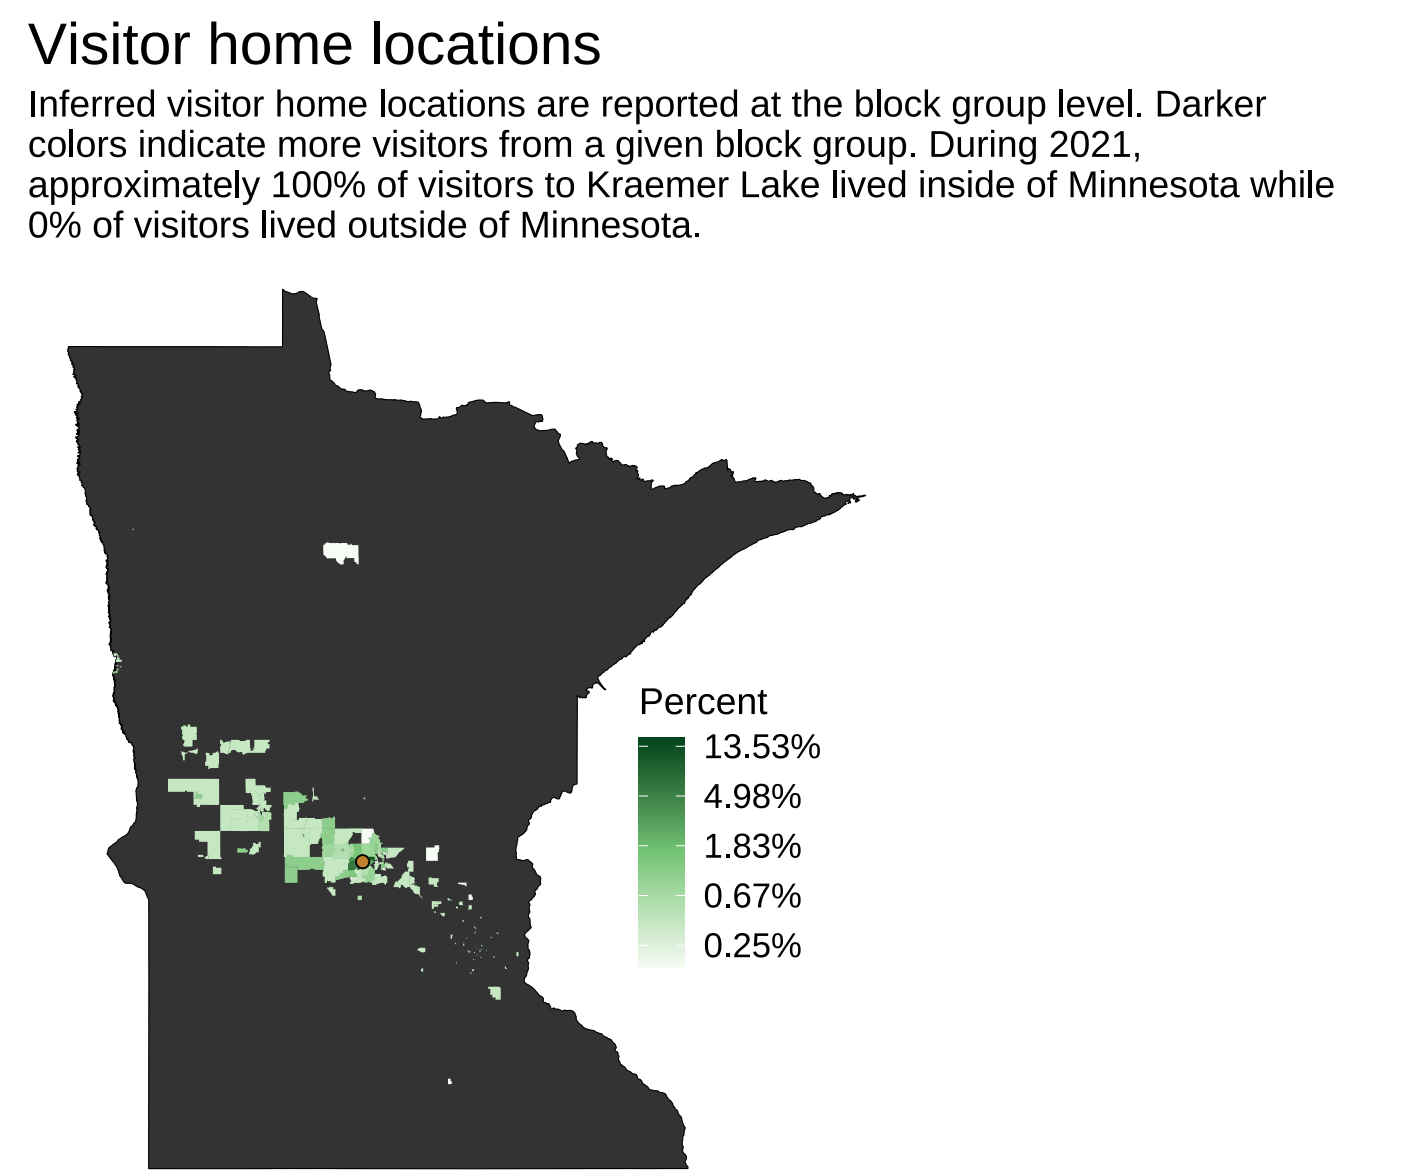 Visitor home locations
Inferred visitor home locations are reported at the block group level. Darker
colors indicate more visitors from a given block group. During 2021,
approximately 100% of visitors to Kraemer Lake lived inside of Minnesota while
0% of visitors lived outside of Minnesota.
Percent
13.53%
4.98%
1.83%
0.67%
0.25%